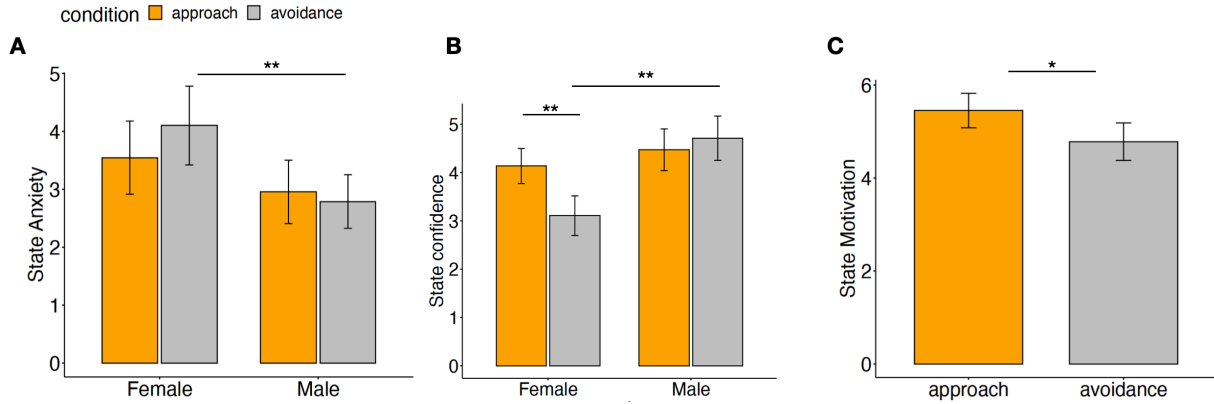 condition approach avoidance
A
B
C
**
**
**
*
State Anxiety
5
4
3
2
1
0
Female Male
State confidence
5
4
3
2
1
0
Female Male
State Motivation
6
4
2
0
approach avoidance